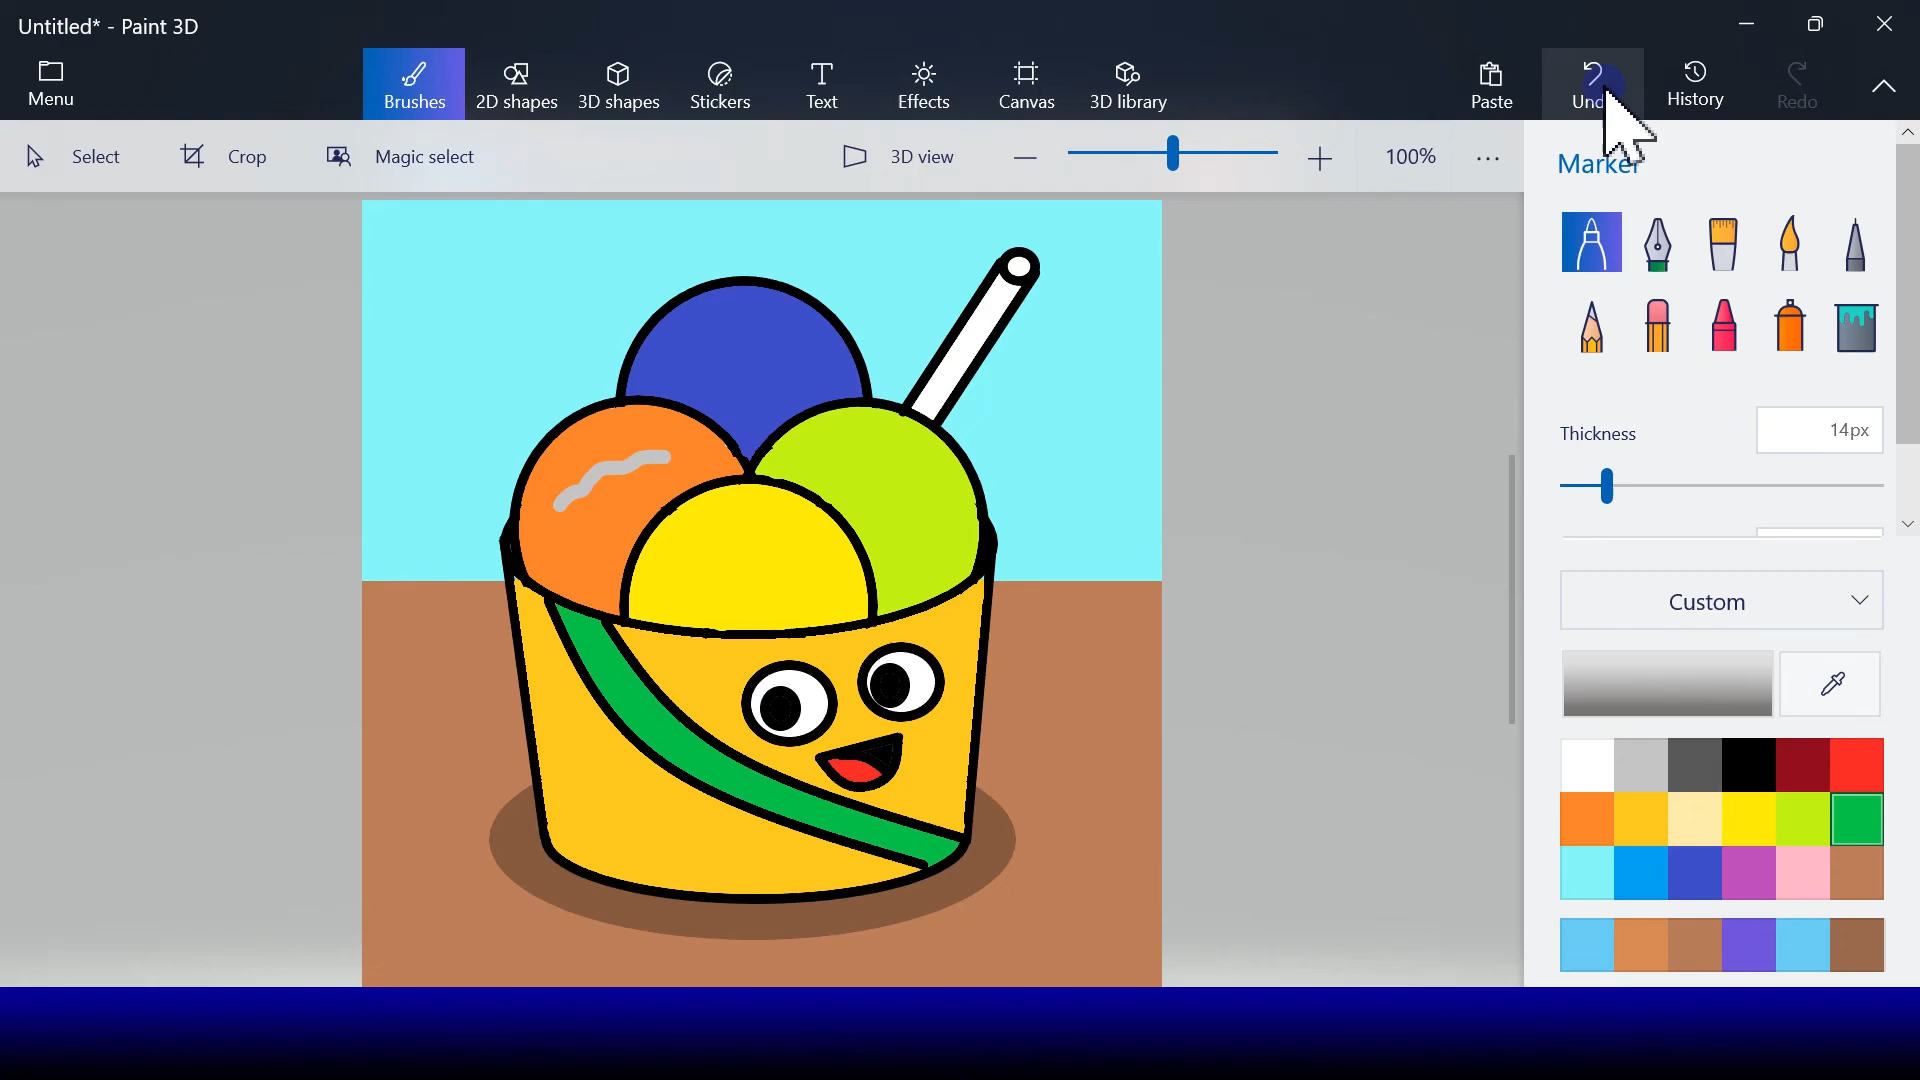 Untitled* - Paint 3D
Menu
Brushes
2D shapes
3D shapes
Stickers
Text
Effects
Canvas
3D library
Paste
History
Redo
Select
Crop
Magic select
3D view
100%
Marker
Thickness
14px
Custom